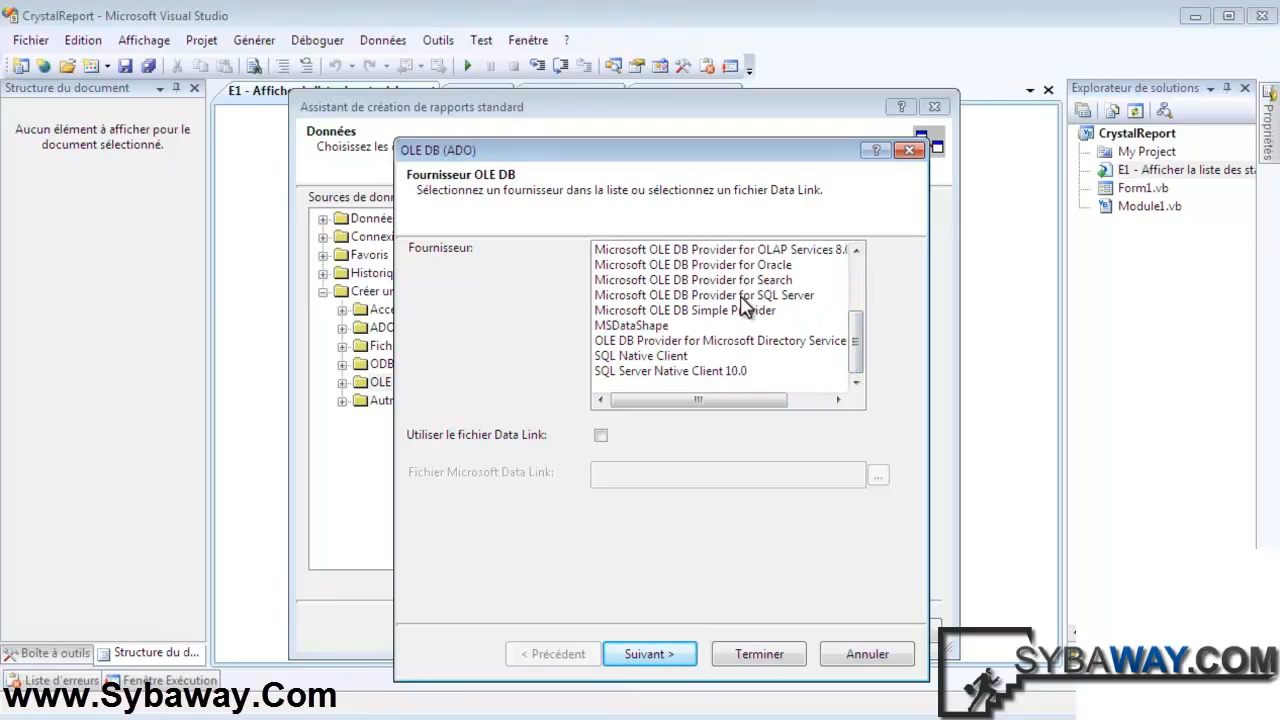 CrystalReport - Microsoft Visual Studio
Fichier Edition Affichage Projet Générer Déboguer Données Outils Test Fenêtre ?
Structure du document
Aucun élément à afficher pour le
document sélectionné.
Boîte à outils
Structure du d...
Liste d'erreurs
Fenêtre Exécution
E1 - Afficher
Assistant de création de rapports standard
Données
Choisissez les
Sources de
Donnée
Connexi
Favoris
Historiq
Créer un
Acce
ADO
Fich
ODB
OLE
Autr
OLE DB (ADO)
Fournisseur OLE DB
Sélectionnez un fournisseur dans la liste ou sélectionnez un fichier Data Link.
Fournisseur:
Microsoft OLE DB Provider for OLAP Services 8.0
Microsoft OLE DB Provider for Oracle
Microsoft OLE DB Provider for Search
Microsoft OLE DB Provider for SQL Server
Microsoft OLE DB Simple Provider
MSDataShape
OLE DB Provider for Microsoft Directory Service
SQL Native Client
SQL Server Native Client 10.0
Utiliser le fichier Data Link:
Fichier Microsoft Data Link:
...
< Précédent
Suivant >
Terminer
Annuler
Explorateur de solutions
CrystalReport
My Project
E1 - Afficher la liste des sta
Form1.vb
Module1.vb
Propriétés
www.Sybaway.Com
SYBAWAY.COM